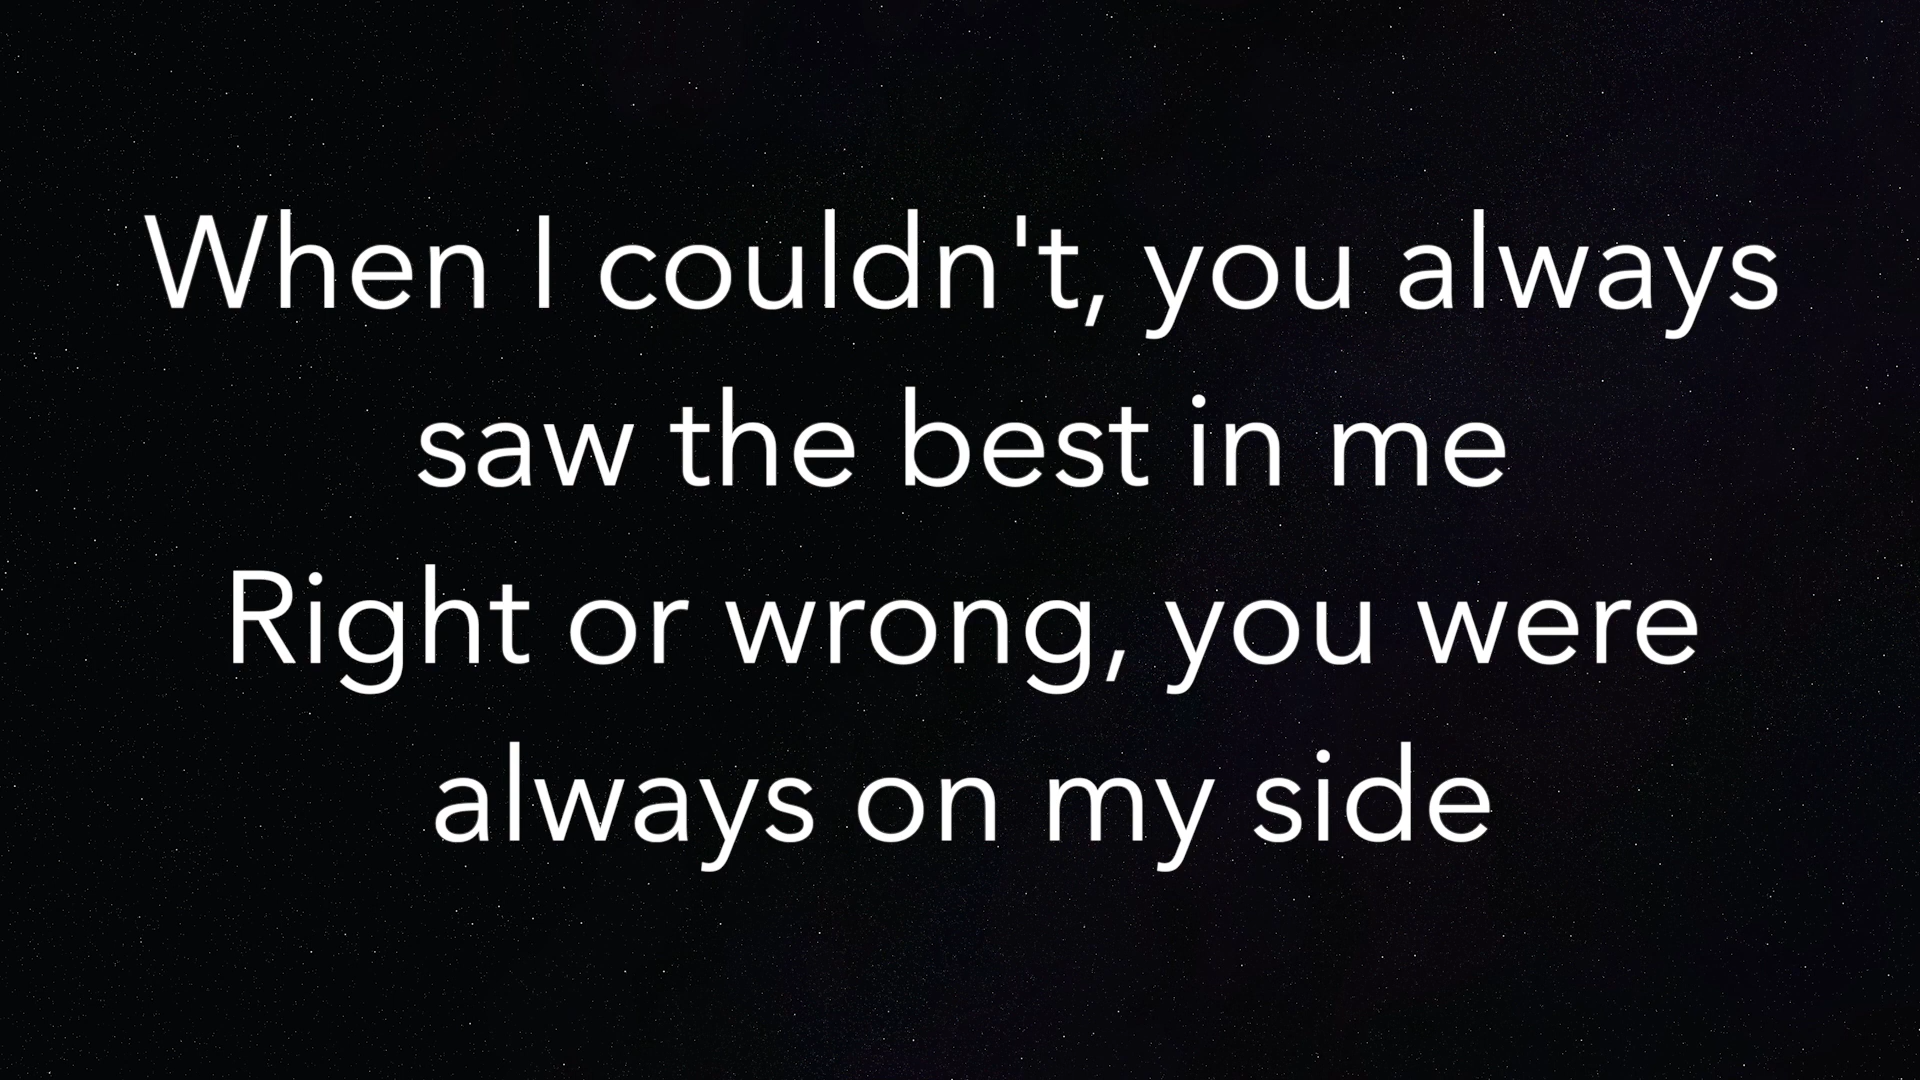 When I couldn't, you always
saw the best in me
Right or wrong, you were
always on my side